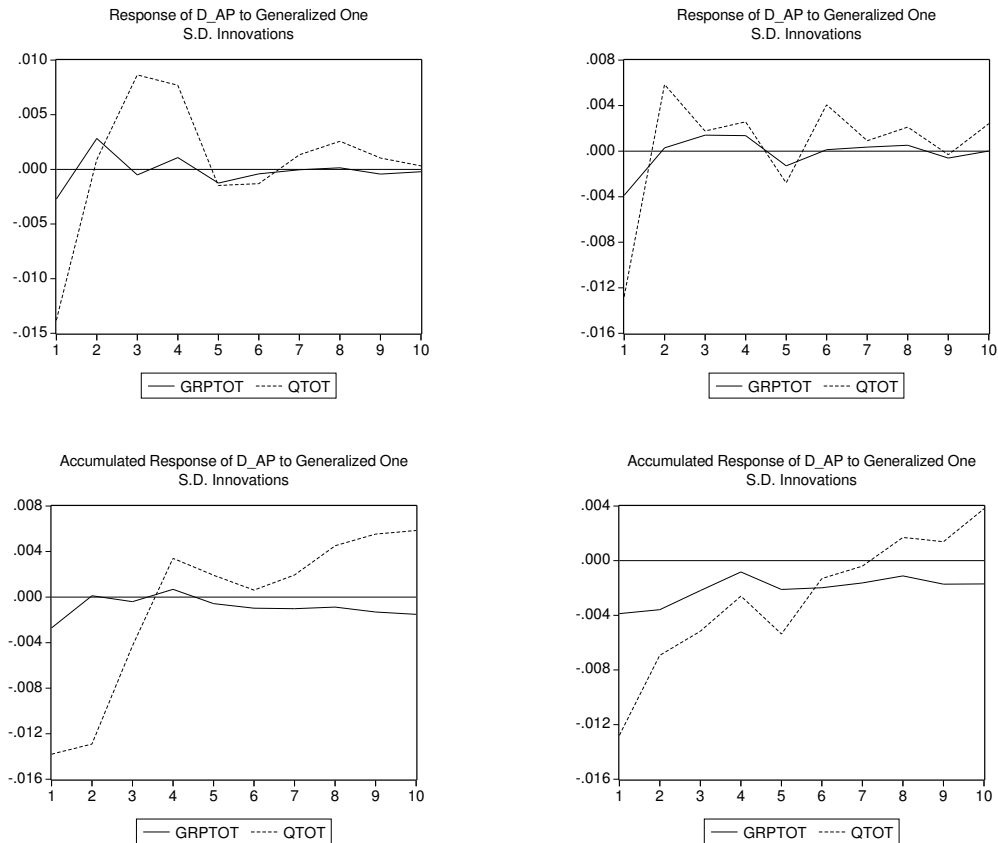 Response of D_AP to Generalized One
S.D. Innovations
.010
.005
.000
-.005
-.010
-.015
1 2 3 4 5 6 7 8 9 10
GRPTOT QTOT
Response of D_AP to Generalized One
S.D. Innovations
.008
.004
.000
-.004
-.008
-.012
-.016
1 2 3 4 5 6 7 8 9 10
GRPTOT QTOT
Accumulated Response of D_AP to Generalized One
S.D. Innovations
.008
.004
.000
-.004
-.008
-.012
-.016
1 2 3 4 5 6 7 8 9 10
GRPTOT QTOT
Accumulated Response of D_AP to Generalized One
S.D. Innovations
.004
.000
-.004
-.008
-.012
-.016
1 2 3 4 5 6 7 8 9 10
GRPTOT QTOT